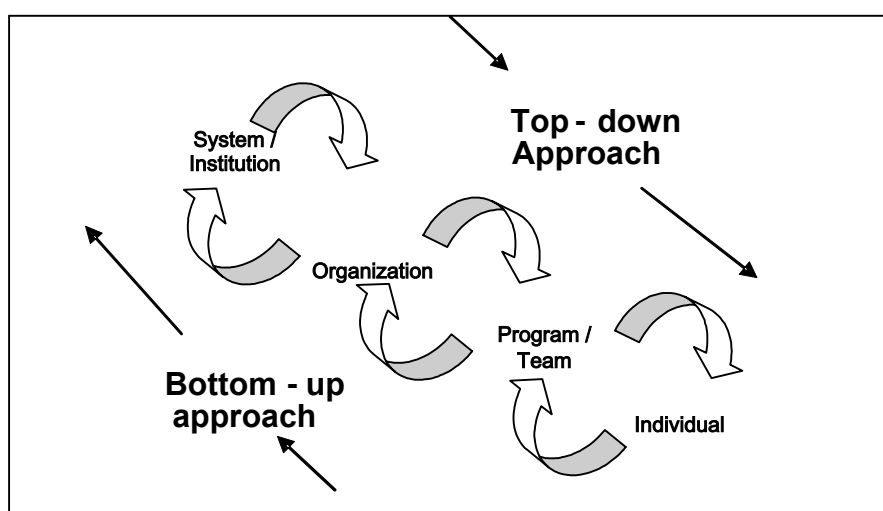 System /
Institution
Top - down
Approach
Organization
Program /
Team
Bottom - up
approach
Individual